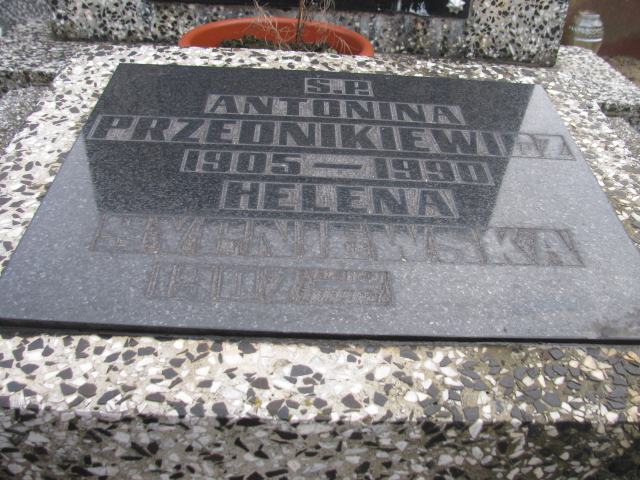 Ś.P.
ANTONINA
PRZEDNIKIEWICZ
1905 — 1990
HELENA